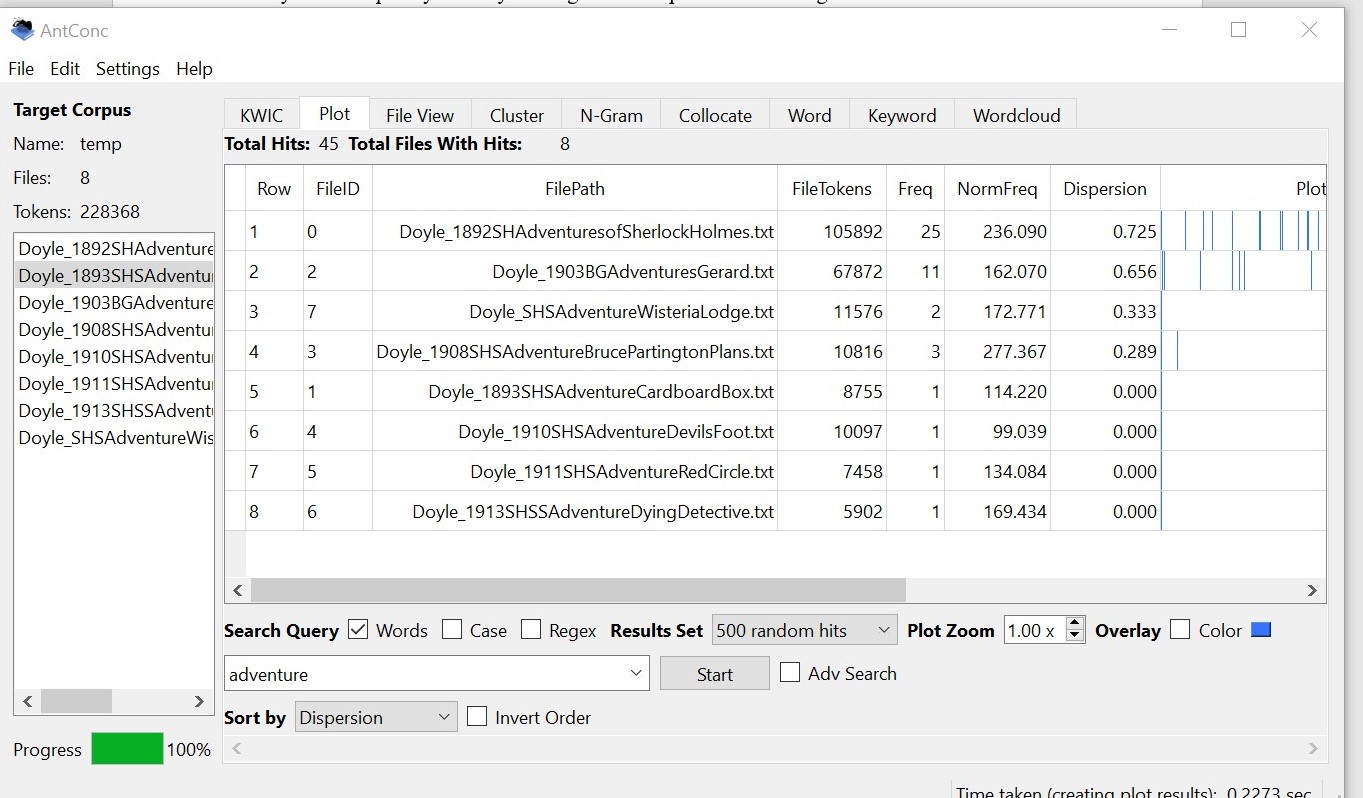 AntConc
File Edit Settings Help
Target Corpus
Name: temp
Files: 8
Tokens: 228368
Doyle_1892SHAdventure
Doyle_1893SHSAdventur
Doyle_1903BGAdventure
Doyle_1908SHSAdventur
Doyle_1910SHSAdventur
Doyle_1911SHSAdventur
Doyle_1913SHSSAdvent
Doyle_SHSAdventureWis
Progress 100%
KWIC Plot File View Cluster N-Gram Collocate Word Keyword Wordcloud
Total Hits: 45 Total Files With Hits: 8
Row FileID FilePath FileTokens Freq NormFreq Dispersion Plot
1 0 Doyle_1892SHAdventuresofSherlockHolmes.txt 105892 25 236.090 0.725
2 2 Doyle_1903BGAdventuresGerard.txt 67872 11 162.070 0.656
3 7 Doyle_SHSAdventureWisteriaLodge.txt 11576 2 172.771 0.333
4 3 Doyle_1908SHSAdventureBrucePartingtonPlans.txt 10816 3 277.367 0.289
5 1 Doyle_1893SHSAdventureCardboardBox.txt 8755 1 114.220 0.000
6 4 Doyle_1910SHSAdventureDevilsFoot.txt 10097 1 99.039 0.000
7 5 Doyle_1911SHSAdventureRedCircle.txt 7458 1 134.084 0.000
8 6 Doyle_1913SHSSAdventureDyingDetective.txt 5902 1 169.434 0.000
Search Query Words Case Regex Results Set 500 random hits Plot Zoom 1.00 x Overlay Color
adventure Start Adv Search
Sort by Dispersion Invert Order
Time taken (creating plot results): 0.2273 sec